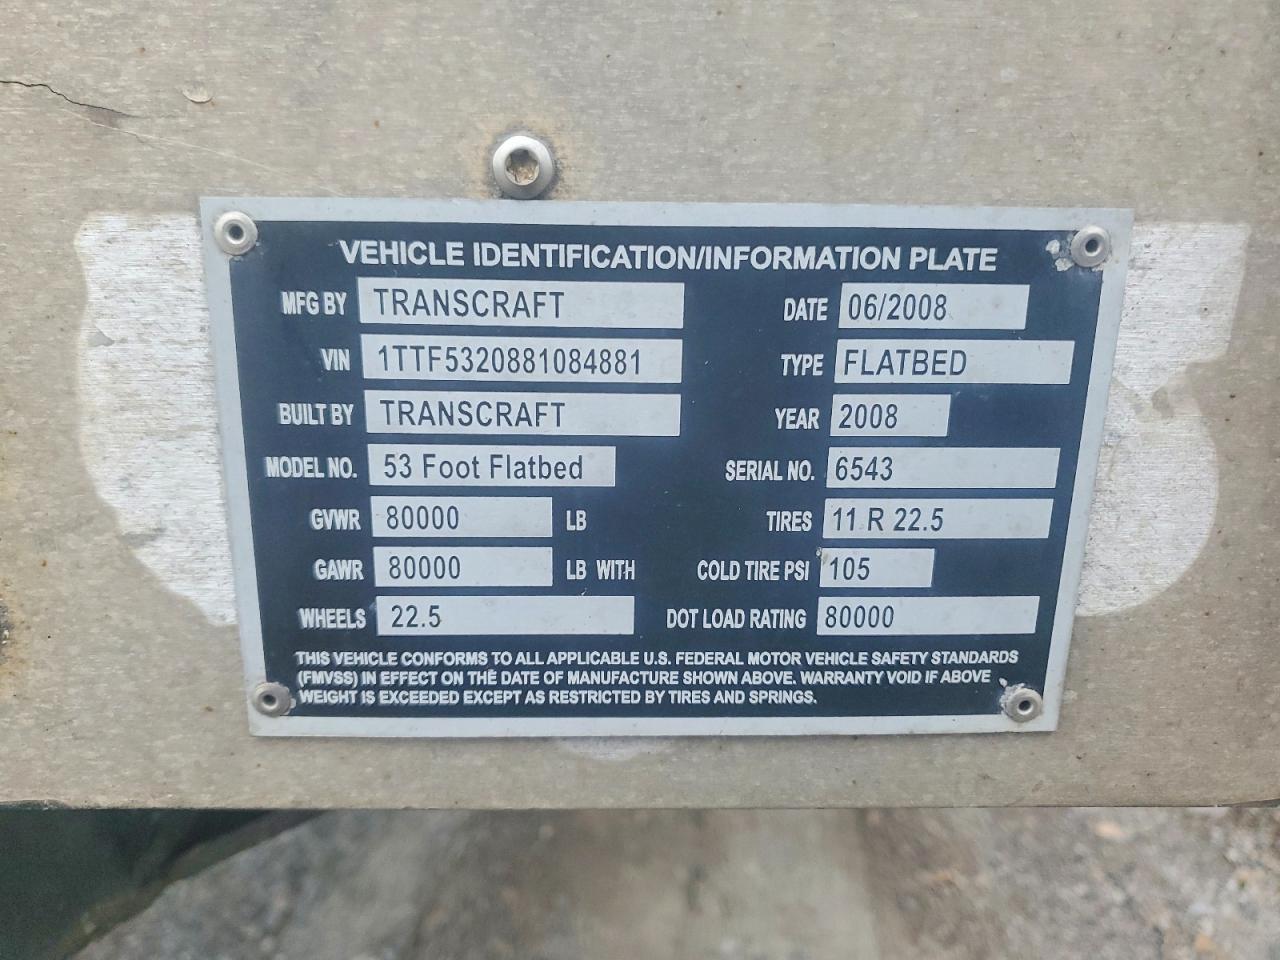 VEHICLE IDENTIFICATION/INFORMATION PLATE
MFG BY TRANSCRAFT DATE 06/2008
VIN 1TTF5320881084881 TYPE FLATBED
BUILT BY TRANSCRAFT YEAR 2008
MODEL NO. 53 Foot Flatbed SERIAL NO. 6543
GVWR 80000 LB TIRES 11 R 22.5
GAWR 80000 LB WITH COLD TIRE PSI 105
WHEELS 22.5 DOT LOAD RATING 80000
THIS VEHICLE CONFORMS TO ALL APPLICABLE U.S. FEDERAL MOTOR VEHICLE SAFETY STANDARDS
(FMVSS) IN EFFECT ON THE DATE OF MANUFACTURE SHOWN ABOVE. WARRANTY VOID IF ABOVE
WEIGHT IS EXCEEDED EXCEPT AS RESTRICTED BY TIRES AND SPRINGS.